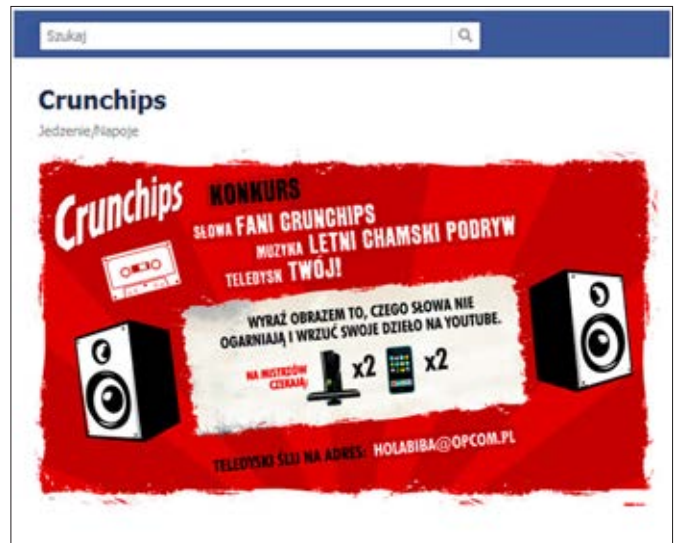 Szukaj
Crunchips
Jedzenie/Napoje
Crunchips
KONKURS
SŁOWA FANI CRUNCHIPS
MUZYKA LETNI CHAMSKI PODRYW
TELEDYSK TWÓJ!
WYRAŹ OBRAZEM TO, CZEGO SŁOWA NIE
OGARNIAJĄ I WRZUĆ SWOJE DZIEŁO NA YOUTUBE.
NA MISTRZÓW
CZEKAJĄ:
x2
x2
TELEDYSKI ŚLIJ NA ADRES: HOLABIBA@OPCOM.PL